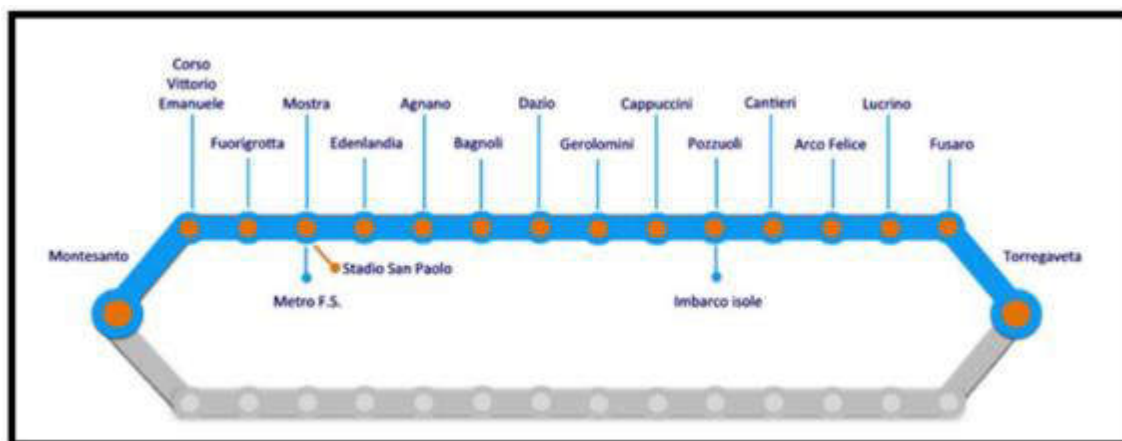 Corso
Vittorio
Emanuele
Mostra
Agnano
Dazio
Cappuccini
Cantieri
Lucrino
Fuorigrotta
Edenlandia
Bagnoli
Gerolomini
Pozzuoli
Arco Felice
Fusaro
Montesanto
Torregaveta
Stadio San Paolo
Metro F.S.
Imbarco isole